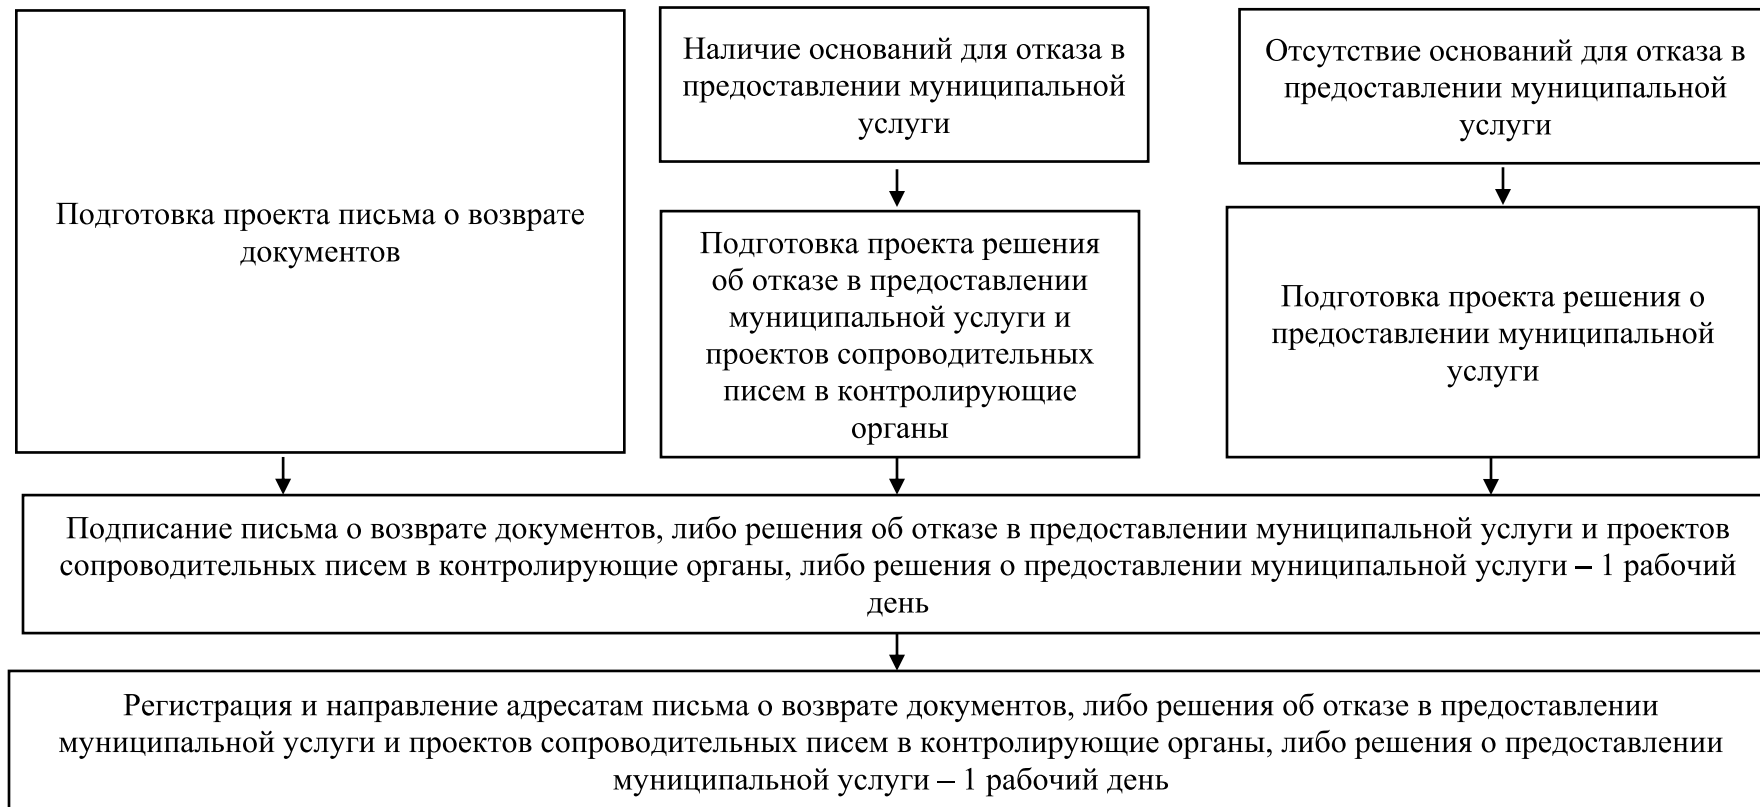 Подготовка проекта письма о возврате
документов
Наличие оснований для отказа в
предоставлении муниципальной
услуги
Отсутствие оснований для отказа в
предоставлении муниципальной
услуги
Подготовка проекта решения
об отказе в предоставлении
муниципальной услуги и
проектов сопроводительных
писем в контролирующие
органы
Подготовка проекта решения о
предоставлении муниципальной
услуги
Подписание письма о возврате документов, либо решения об отказе в предоставлении муниципальной услуги и проектов
сопроводительных писем в контролирующие органы, либо решения о предоставлении муниципальной услуги – 1 рабочий
день
Регистрация и направление адресатам письма о возврате документов, либо решения об отказе в предоставлении
муниципальной услуги и проектов сопроводительных писем в контролирующие органы, либо решения о предоставлении
муниципальной услуги – 1 рабочий день